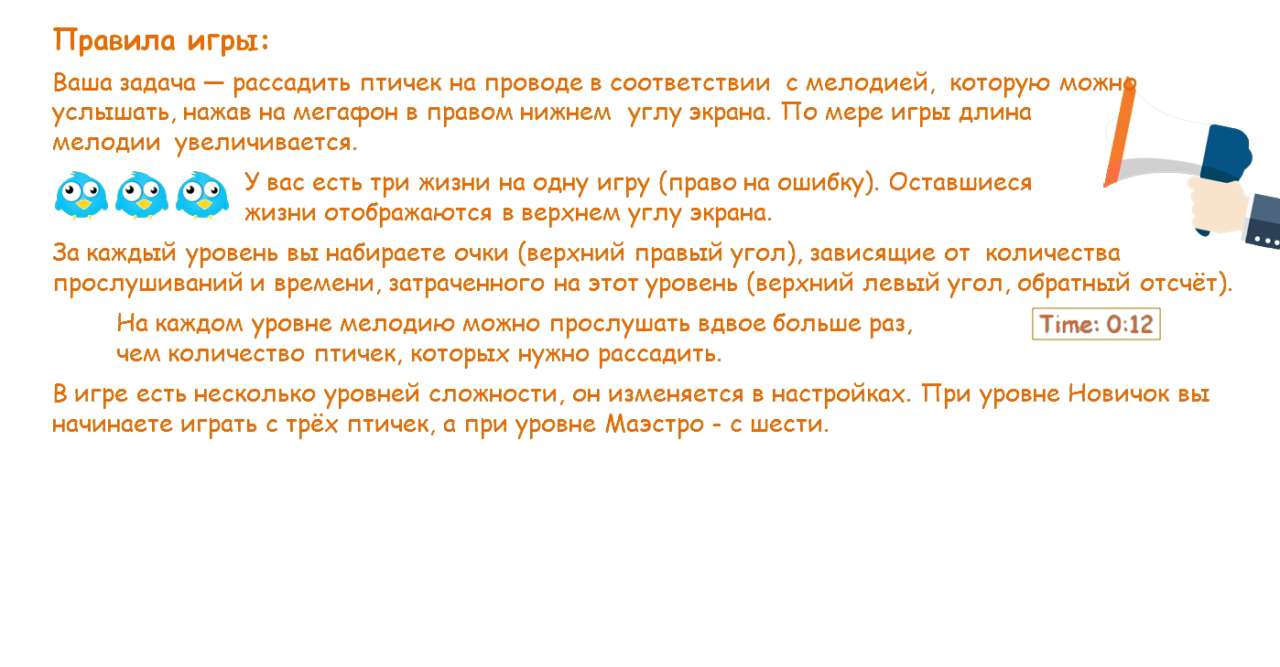 Правила игры:
Ваша задача — рассадить птичек на проводе в соответствии с мелодией, которую можно
услышать, нажав на мегафон в правом нижнем углу экрана. По мере игры длина
мелодии увеличивается.
У вас есть три жизни на одну игру (право на ошибку). Оставшиеся
жизни отображаются в верхнем углу экрана.
За каждый уровень вы набираете очки (верхний правый угол), зависящие от количества
прослушиваний и времени, затраченного на этот уровень (верхний левый угол, обратный отсчёт).
На каждом уровне мелодию можно прослушать вдвое больше раз,
чем количество птичек, которых нужно рассадить.
Time: 0:12
В игре есть несколько уровней сложности, он изменяется в настройках. При уровне Новичок вы
начинаете играть с трёх птичек, а при уровне Маэстро - с шести.